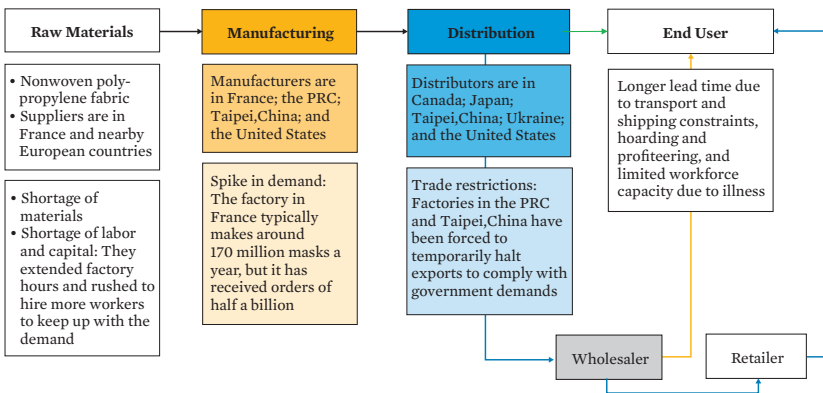 Raw Materials
Manufacturing
Distribution
End User
• Nonwoven poly-
propylene fabric
• Suppliers are in
France and nearby
European countries
Manufacturers are
in France; the PRC;
Taipei,China; and
the United States
Distributors are in
Canada; Japan;
Taipei,China; Ukraine;
and the United States
Longer lead time due
to transport and
shipping constraints,
hoarding and
profiteering, and
limited workforce
capacity due to illness
• Shortage of
materials
• Shortage of labor
and capital: They
extended factory
hours and rushed to
hire more workers
to keep up with the
demand
Spike in demand:
The factory in
France typically
makes around
170 million masks a
year, but it has
received orders of
half a billion
Trade restrictions:
Factories in the PRC
and Taipei,China have
been forced to
temporarily halt
exports to comply with
government demands
Wholesaler
Retailer